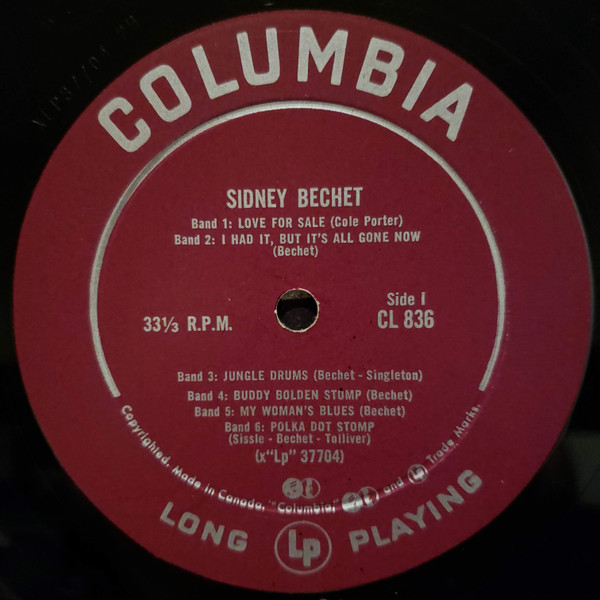 COLUMBIA
SIDNEY BECHET
Band 1: LOVE FOR SALE (Cole Porter)
Band 2: I HAD IT, BUT IT'S ALL GONE NOW
(Bechet)
33⅓ R.P.M.
Side I
CL 836
Band 3: JUNGLE DRUMS (Bechet - Singleton)
Band 4: BUDDY BOLDEN STOMP (Bechet)
Band 5: MY WOMAN'S BLUES (Bechet)
Band 6: POLKA DOT STOMP
(Sissle - Bechet - Tolliver)
(x"Lp" 37704)
Copyrighted. Made in Canada. "Columbia," and Lp Trade Marks.
LONG Lp PLAYING